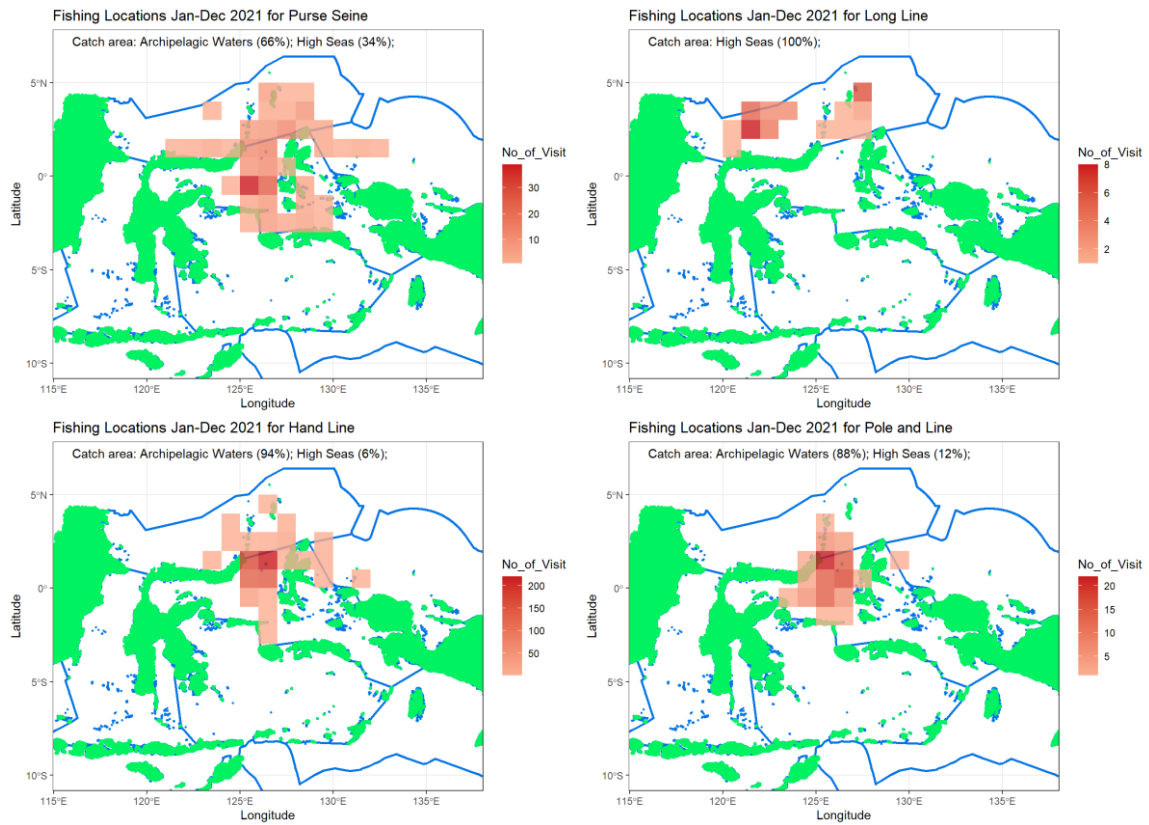 Fishing Locations Jan-Dec 2021 for Purse Seine
Catch area: Archipelagic Waters (66%); High Seas (34%);
5°N
0°
5°S
10°S
Latitude
115°E 120°E 125°E 130°E 135°E
Longitude
No_of_Visit
30
20
10
Fishing Locations Jan-Dec 2021 for Long Line
Catch area: High Seas (100%);
5°N
0°
5°S
10°S
Latitude
115°E 120°E 125°E 130°E 135°E
Longitude
No_of_Visit
8
6
4
2
Fishing Locations Jan-Dec 2021 for Hand Line
Catch area: Archipelagic Waters (94%); High Seas (6%);
5°N
0°
5°S
10°S
Latitude
115°E 120°E 125°E 130°E 135°E
Longitude
No_of_Visit
200
150
100
50
Fishing Locations Jan-Dec 2021 for Pole and Line
Catch area: Archipelagic Waters (88%); High Seas (12%);
5°N
0°
5°S
10°S
Latitude
115°E 120°E 125°E 130°E 135°E
Longitude
No_of_Visit
20
15
10
5